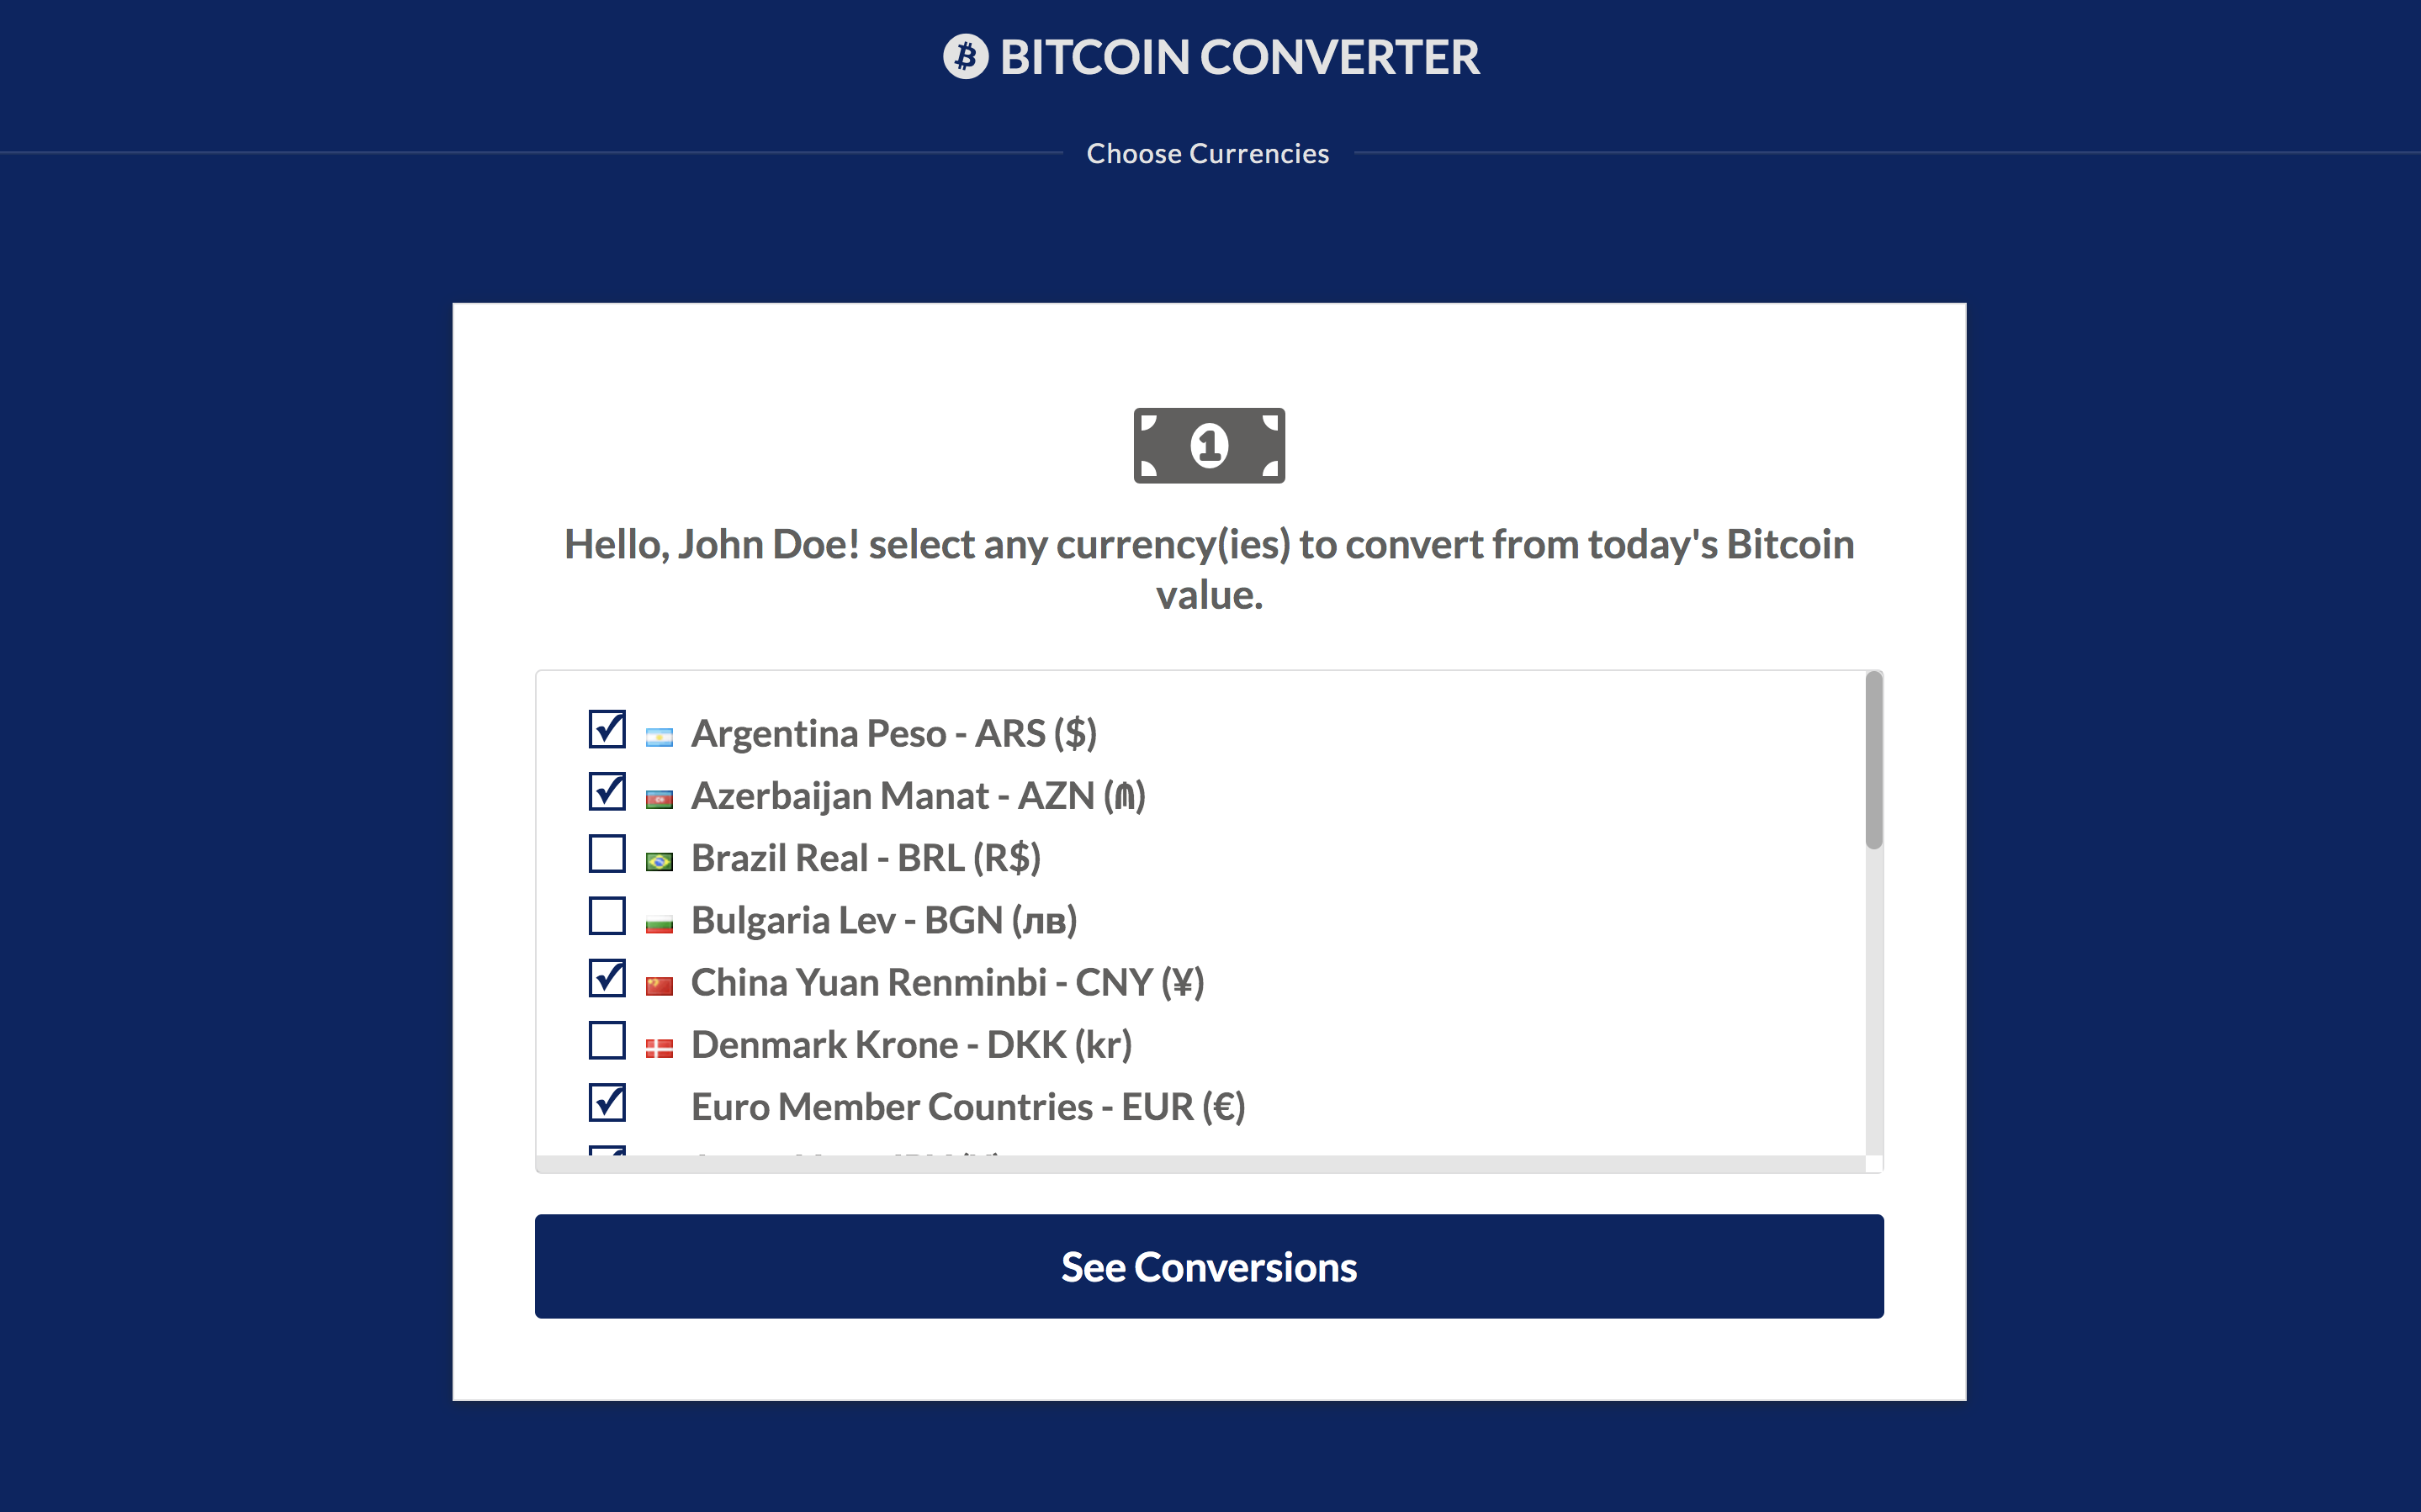 BITCOIN CONVERTER
Choose Currencies
1
Hello, John Doe! select any currency(ies) to convert from today's Bitcoin
value.
Argentina Peso - ARS ($)
Azerbaijan Manat - AZN (₼)
Brazil Real - BRL (R$)
Bulgaria Lev - BGN (лв)
China Yuan Renminbi - CNY (¥)
Denmark Krone - DKK (kr)
Euro Member Countries - EUR (€)
See Conversions